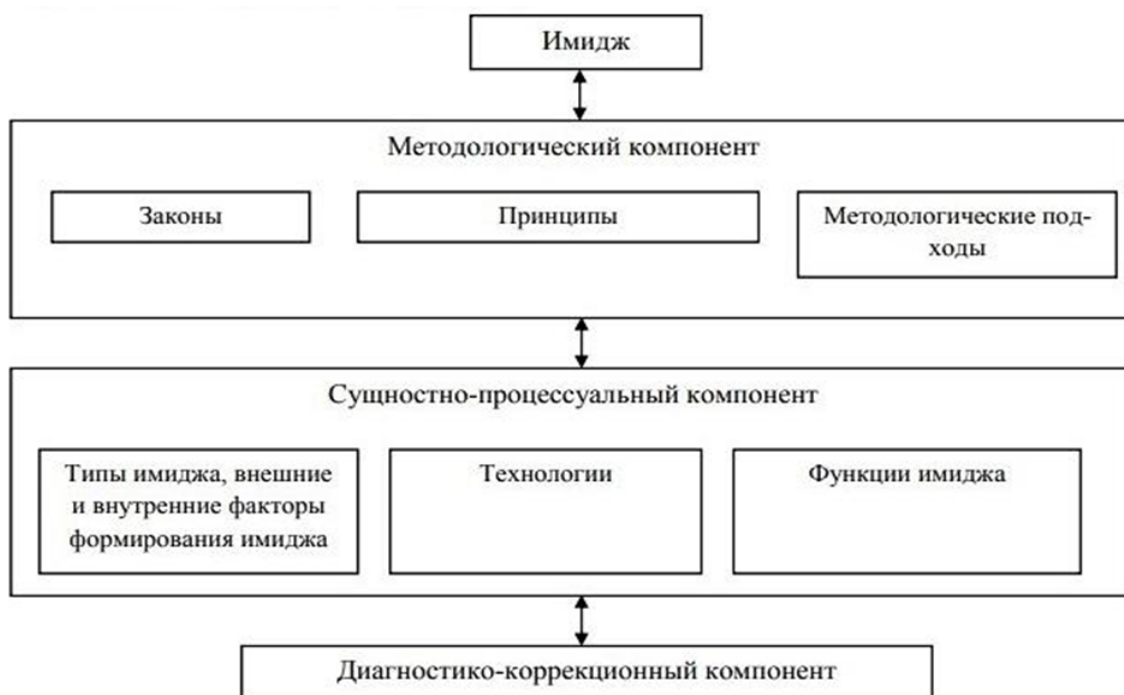 Имидж
Методологический компонент
Законы
Принципы
Методологические под-
ходы
Сущностно-процессуальный компонент
Типы имиджа, внешние
и внутренние факторы
формирования имиджа
Технологии
Функции имиджа
Диагностико-коррекционный компонент